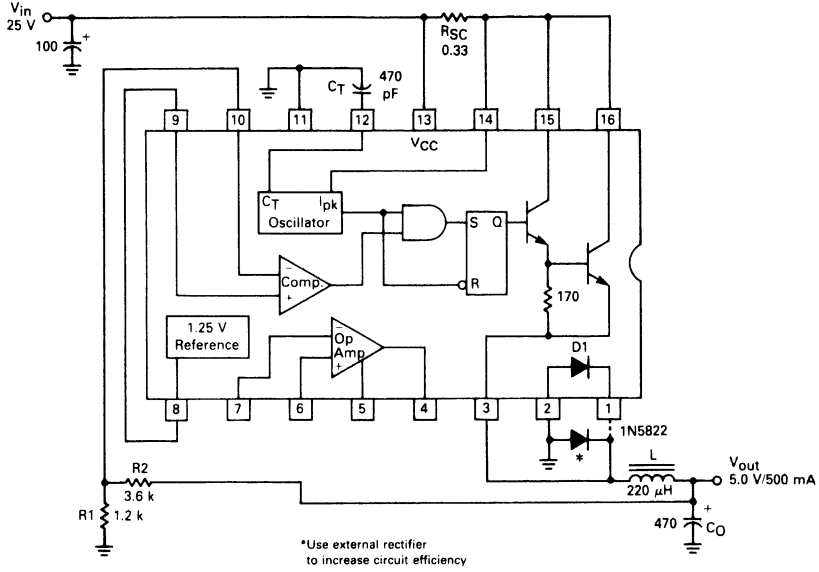 Vin
25 V
100
+
RSC
0.33
CT
470
pF
9
10
11
12
13
14
15
16
VCC
CT
Ipk
Oscillator
S
Q
R
−
Comp.
+
170
1.25 V
Reference
−
Op
Amp
+
D1
8
7
6
5
4
3
2
1
1N5822
*
L
220 μH
Vout
5.0 V/500 mA
R2
3.6 k
R1
1.2 k
+
470
CO
*Use external rectifier
to increase circuit efficiency